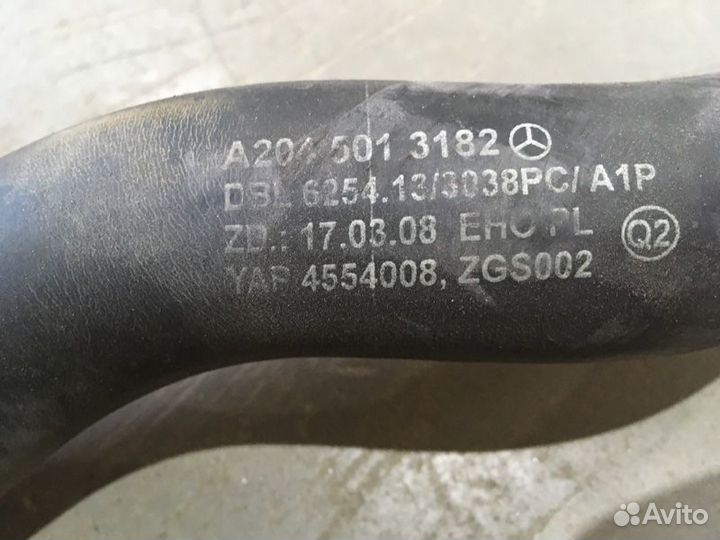 A204 501 3182
DBL 6254.13/3038PC/ A1P
ZD.: 17.03.08 EHC PL
Q2
YAP 4554008, ZGS002
Avito